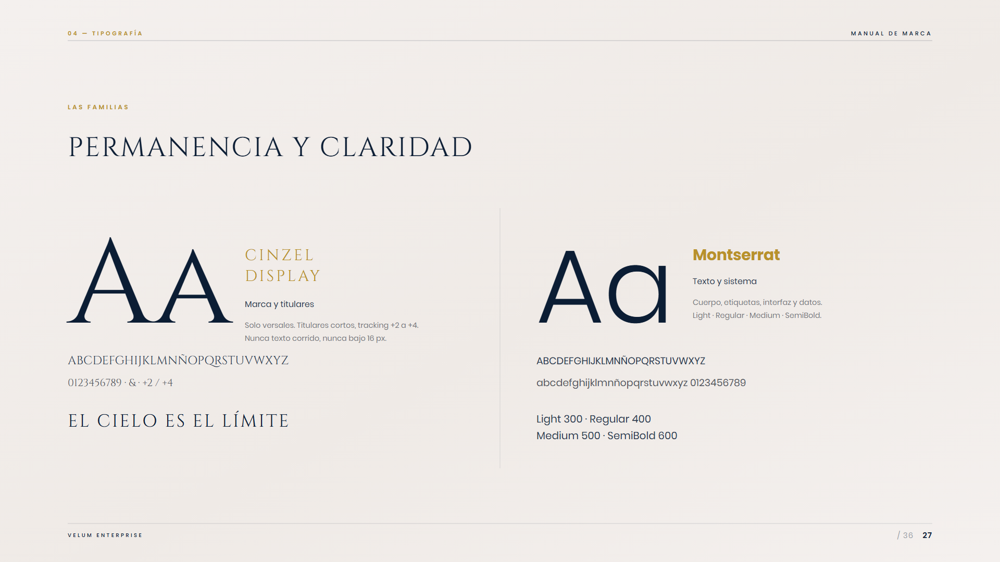 04 — TIPOGRAFÍA
MANUAL DE MARCA
LAS FAMILIAS
PERMANENCIA Y CLARIDAD
Aa
CINZEL
DISPLAY
Marca y titulares
Solo versales. Titulares cortos, tracking +2 a +4.
Nunca texto corrido, nunca bajo 16 px.
ABCDEFGHIJKLMNÑOPQRSTUVWXYZ
0123456789 · & · +2 / +4
EL CIELO ES EL LÍMITE
Aa
Montserrat
Texto y sistema
Cuerpo, etiquetas, interfaz y datos.
Light · Regular · Medium · SemiBold.
ABCDEFGHIJKLMNÑOPQRSTUVWXYZ
abcdefghijklmnñopqrstuvwxyz 0123456789
Light 300 · Regular 400
Medium 500 · SemiBold 600
VELUM ENTERPRISE
/ 36 27